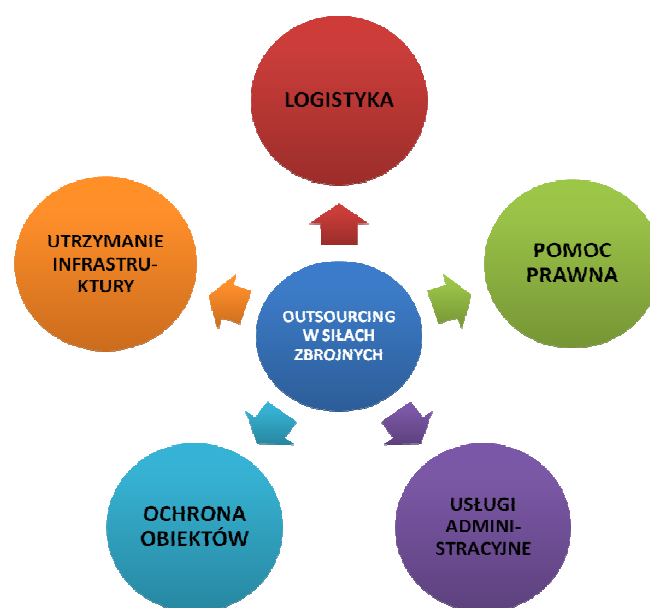 LOGISTYKA
UTRZYMANIE
INFRASTRU-
KTURY
POMOC
PRAWNA
OUTSOURCING
W SIŁACH
ZBROJNYCH
OCHRONA
OBIEKTÓW
USŁUGI
ADMINI-
STRACYJNE